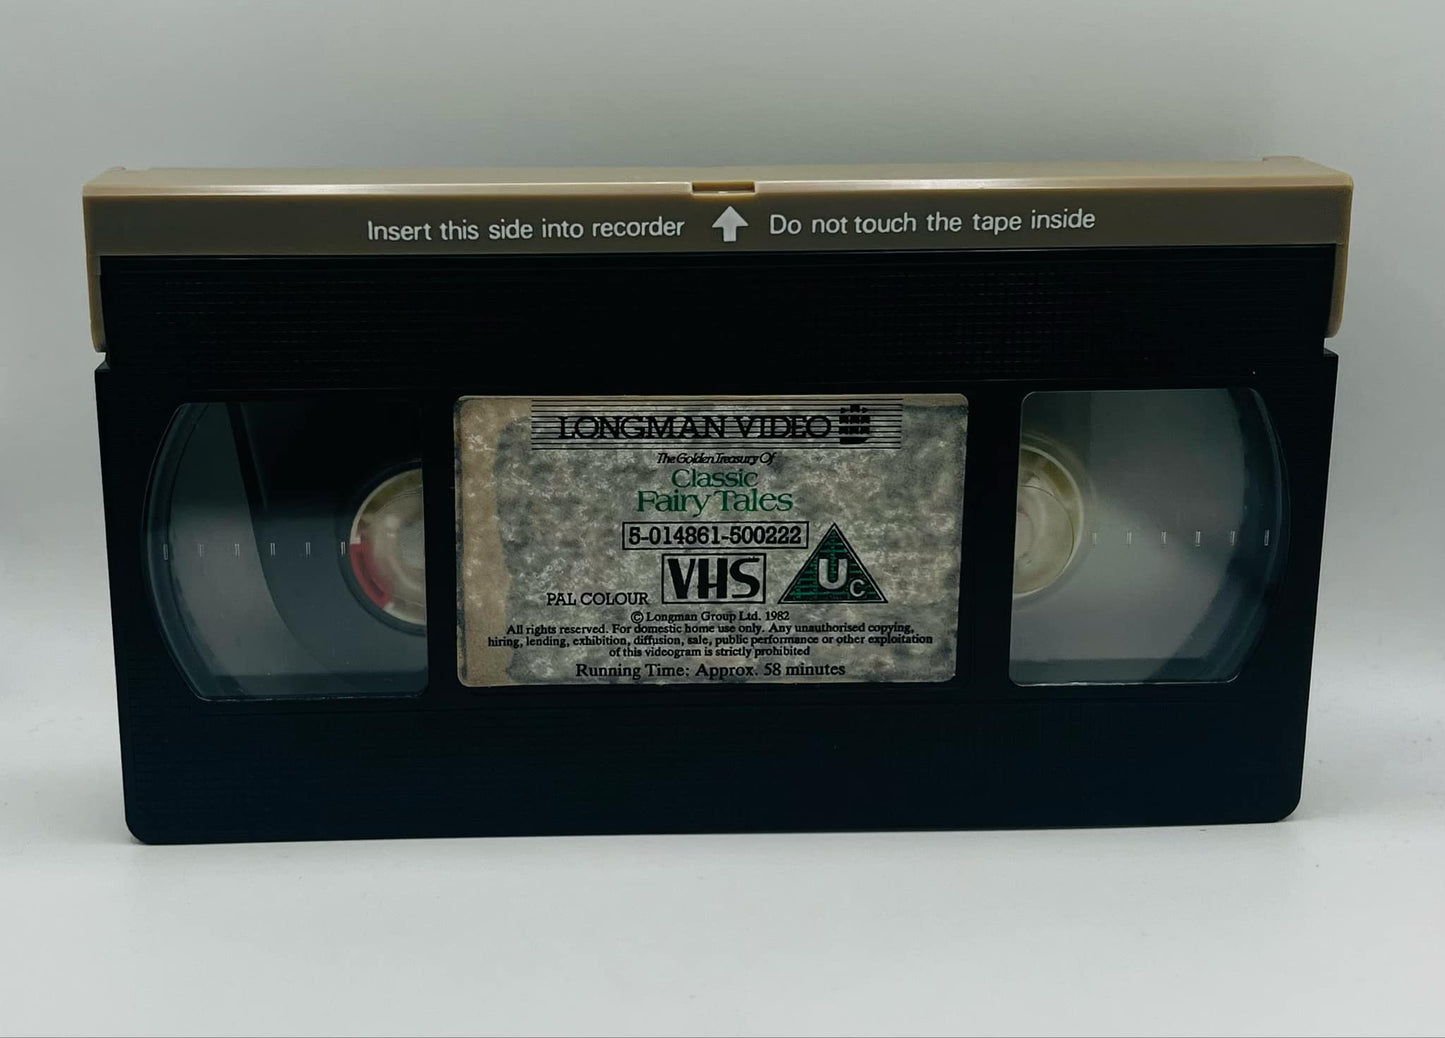 Insert this side into recorder Do not touch the tape inside
LONGMAN VIDEO
The Golden Treasury Of
Classic
Fairy Tales
5-014861-500222
PAL COLOUR VHS Uc
© Longman Group Ltd. 1982
All rights reserved. For domestic home use only. Any unauthorised copying,
hiring, lending, exhibition, diffusion, sale, public performance or other exploitation
of this videogram is strictly prohibited
Running Time: Approx. 58 minutes